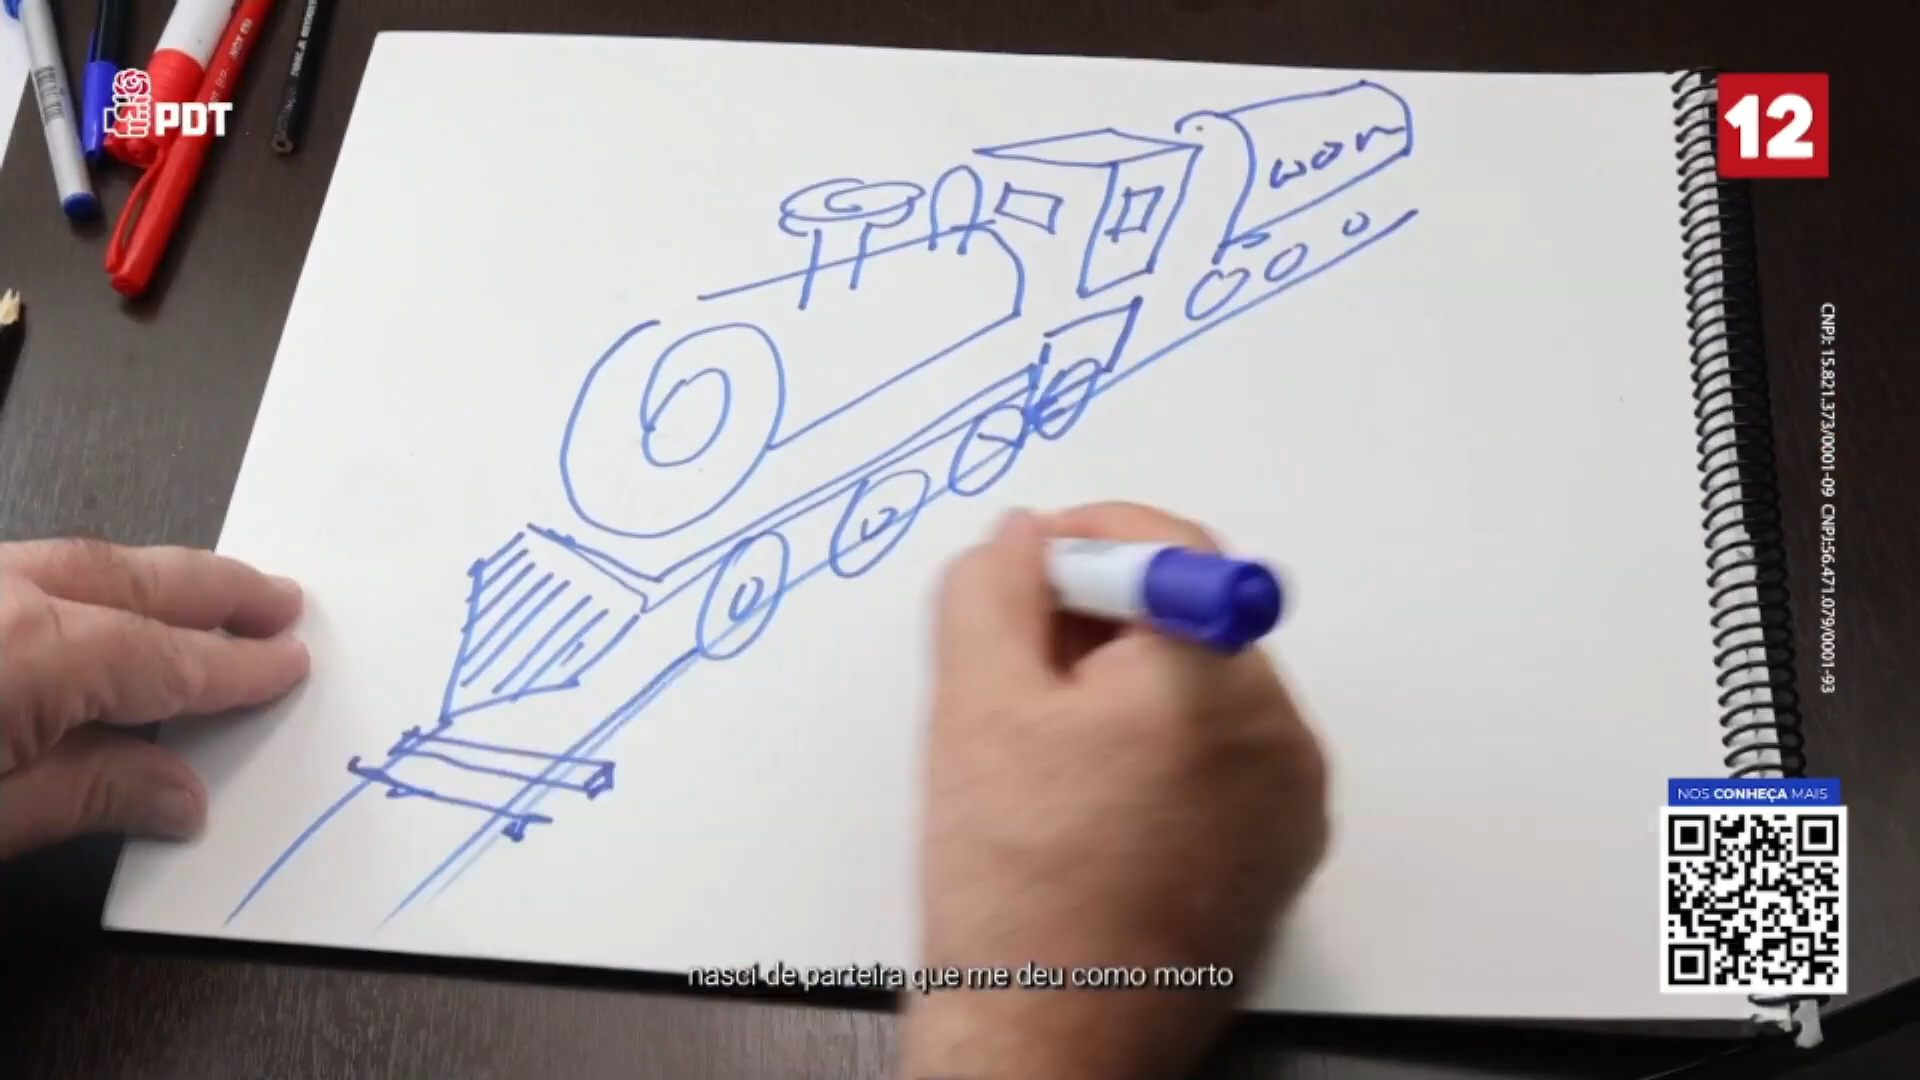 PDT
12
won
CNPJ: 15.821.373/0001-09 CNPJ:56.471.079/0001-93
NOS CONHEÇA MAIS
nasci de parteira que me deu como morto